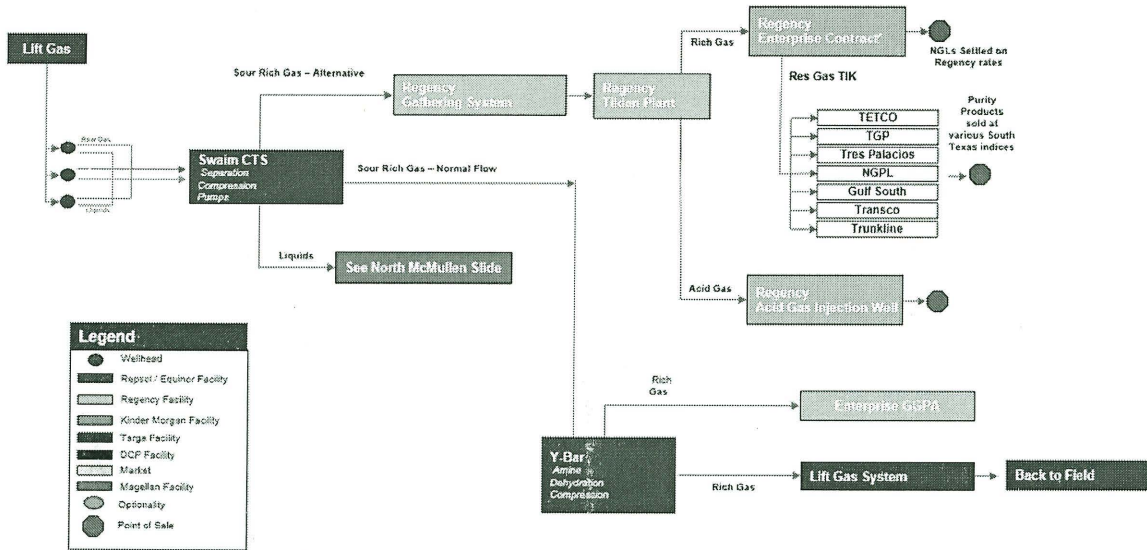 Lift Gas
Raw Gas
Liquids
Swaim CTS
Separation
Compression
Pumps
Sour Rich Gas – Alternative
Sour Rich Gas – Normal Flow
Liquids
See North McMullen Slide
Regency
Gathering System
Regency
Tilden Plant
Rich Gas
Regency
Enterprise Contract*
NGLs Settled on
Regency rates
Res Gas TIK
TETCO
TGP
Tres Palacios
NGPL
Gulf South
Transco
Trunkline
Purity
Products
sold at
various South
Texas indices
Acid Gas
Regency
Acid Gas Injection Well
Rich
Gas
Enterprise GGPA
Y-Bar
Amine
Dehydration
Compression
Rich Gas
Lift Gas System
Back to Field
Legend
Wellhead
Repsol / Equinor Facility
Regency Facility
Kinder Morgan Facility
Targa Facility
DCP Facility
Market
Magellan Facility
Optionality
Point of Sale